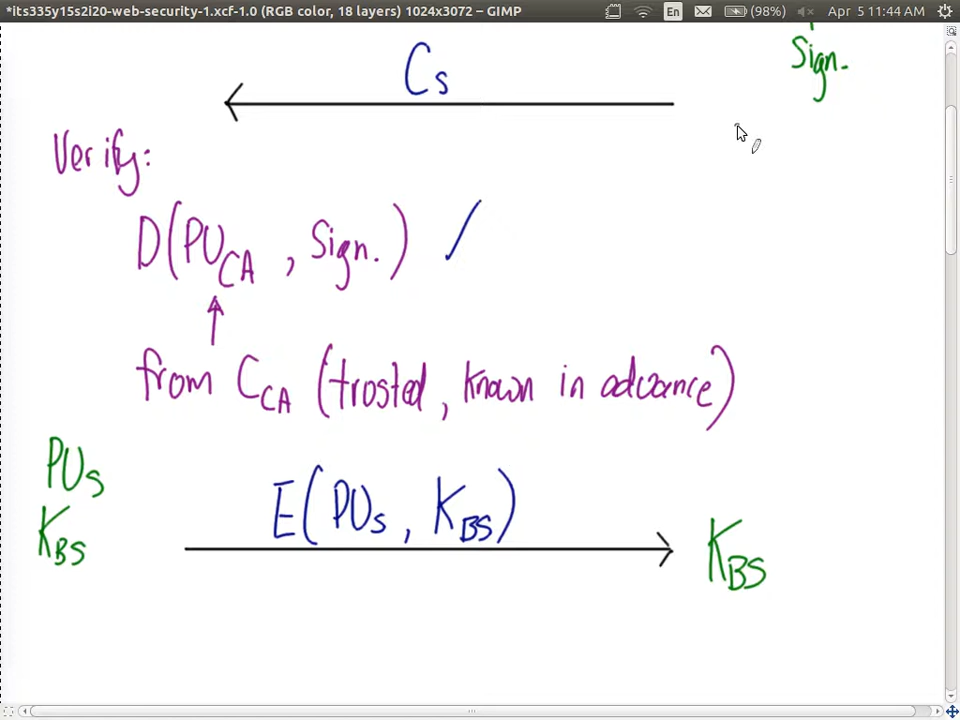 *its335y15s2i20-web-security-1.xcf-1.0 (RGB color, 18 layers) 1024x3072 – GIMP
En (98%) Apr 5 11:44 AM
Sign.
Cs
Verify:
D(PUCA, Sign.) /
from CCA (trosted, known in advance)
PUs
E(PUs, KBS)
KBS
KBS